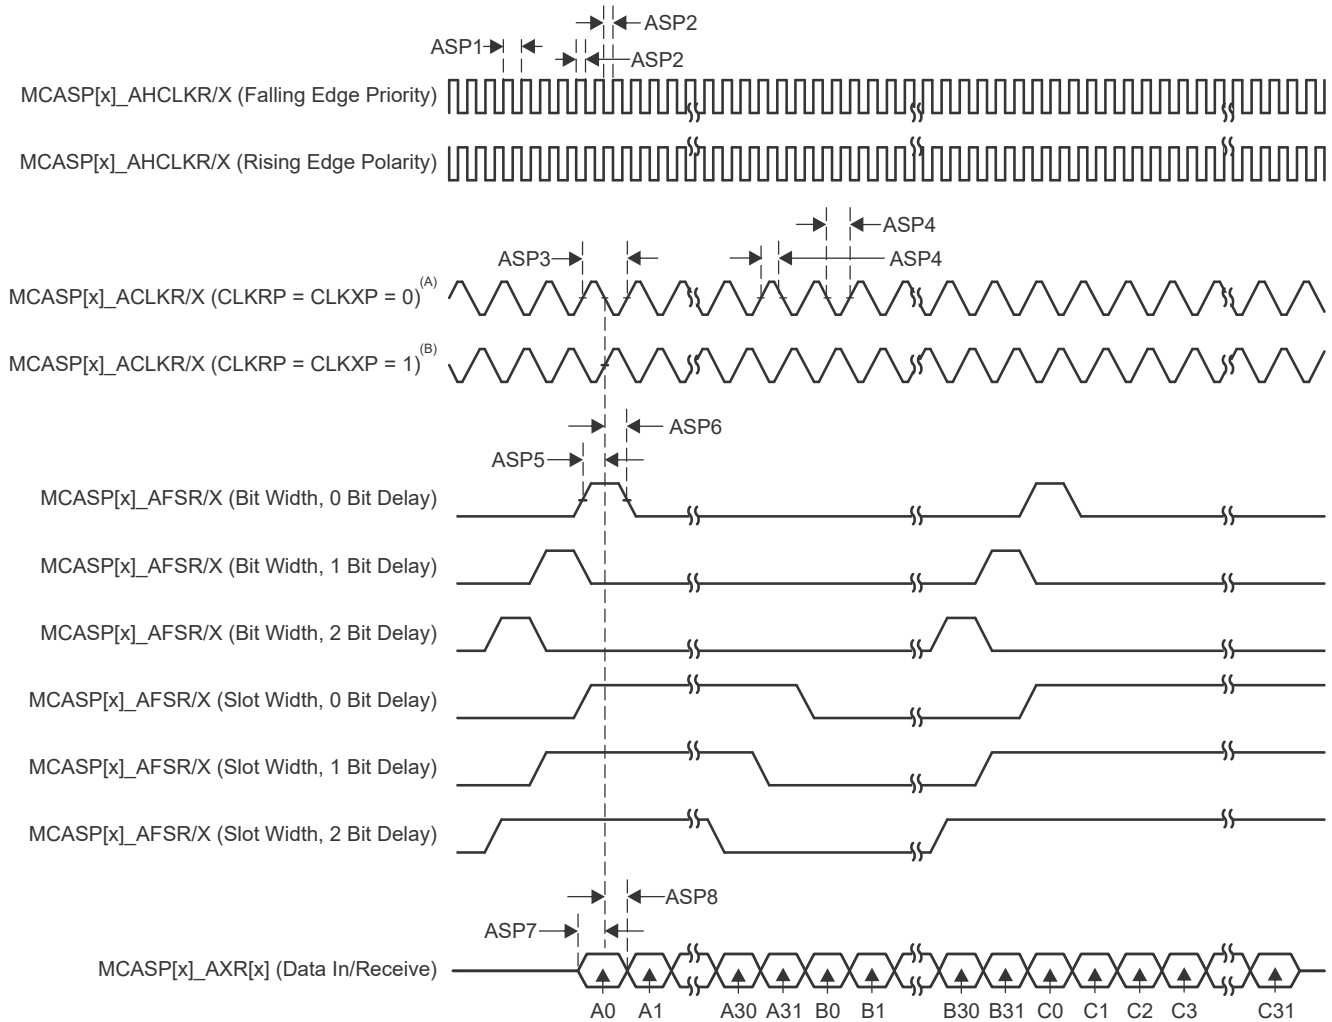 ASP2
ASP1
ASP2
MCASP[x]_AHCLKR/X (Falling Edge Priority)
MCASP[x]_AHCLKR/X (Rising Edge Polarity)
ASP4
ASP3
ASP4
MCASP[x]_ACLKR/X (CLKRP = CLKXP = 0)(A)
MCASP[x]_ACLKR/X (CLKRP = CLKXP = 1)(B)
ASP6
ASP5
MCASP[x]_AFSR/X (Bit Width, 0 Bit Delay)
MCASP[x]_AFSR/X (Bit Width, 1 Bit Delay)
MCASP[x]_AFSR/X (Bit Width, 2 Bit Delay)
MCASP[x]_AFSR/X (Slot Width, 0 Bit Delay)
MCASP[x]_AFSR/X (Slot Width, 1 Bit Delay)
MCASP[x]_AFSR/X (Slot Width, 2 Bit Delay)
ASP8
ASP7
MCASP[x]_AXR[x] (Data In/Receive)
A0 A1 A30 A31 B0 B1 B30 B31 C0 C1 C2 C3 C31